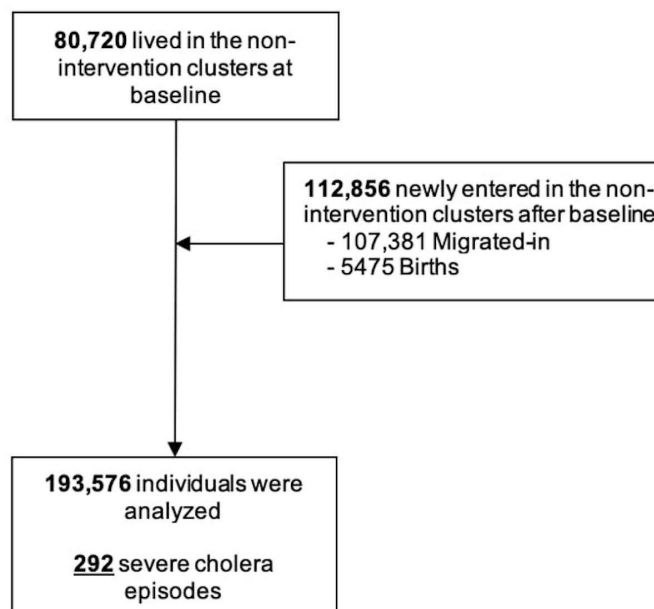 80,720 lived in the non-
intervention clusters at
baseline
112,856 newly entered in the non-
intervention clusters after baseline
- 107,381 Migrated-in
- 5475 Births
193,576 individuals were
analyzed
292 severe cholera
episodes